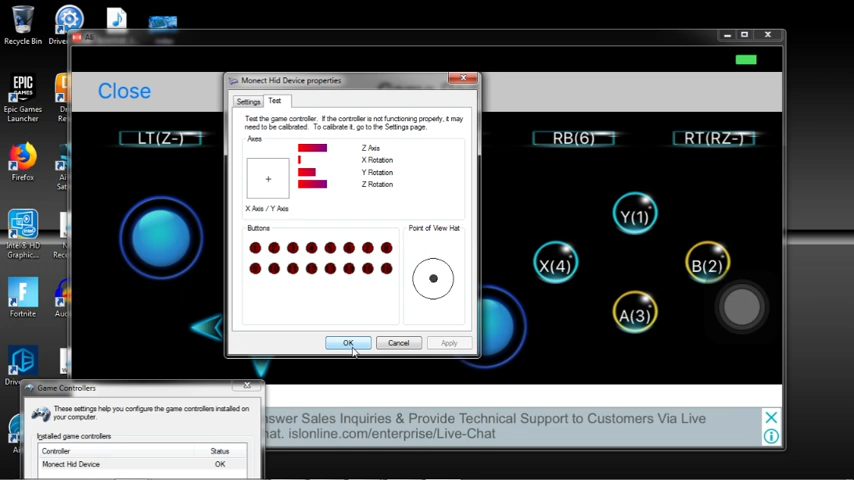 Recycle Bin
Epic Games
Launcher
Firefox
Intel® HD
Graphic...
Fortnite
Close
Monect Hid Device properties
Settings
Test
Test the game controller. If the controller is not functioning properly, it may
need to be calibrated. To calibrate it, go to the Settings page.
Axes
Z Axis
X Rotation
Y Rotation
Z Rotation
X Axis / Y Axis
Buttons
Point of View Hat
OK
Cancel
Apply
LT(Z-)
RB(6)
RT(RZ-)
Y(1)
X(4)
B(2)
A(3)
Game Controllers
These settings help you configure the game controllers installed on
your computer.
Installed game controllers
Controller
Status
Monect Hid Device
OK
nswer Sales Inquiries & Provide Technical Support to Customers Via Live
hat. islonline.com/enterprise/Live-Chat